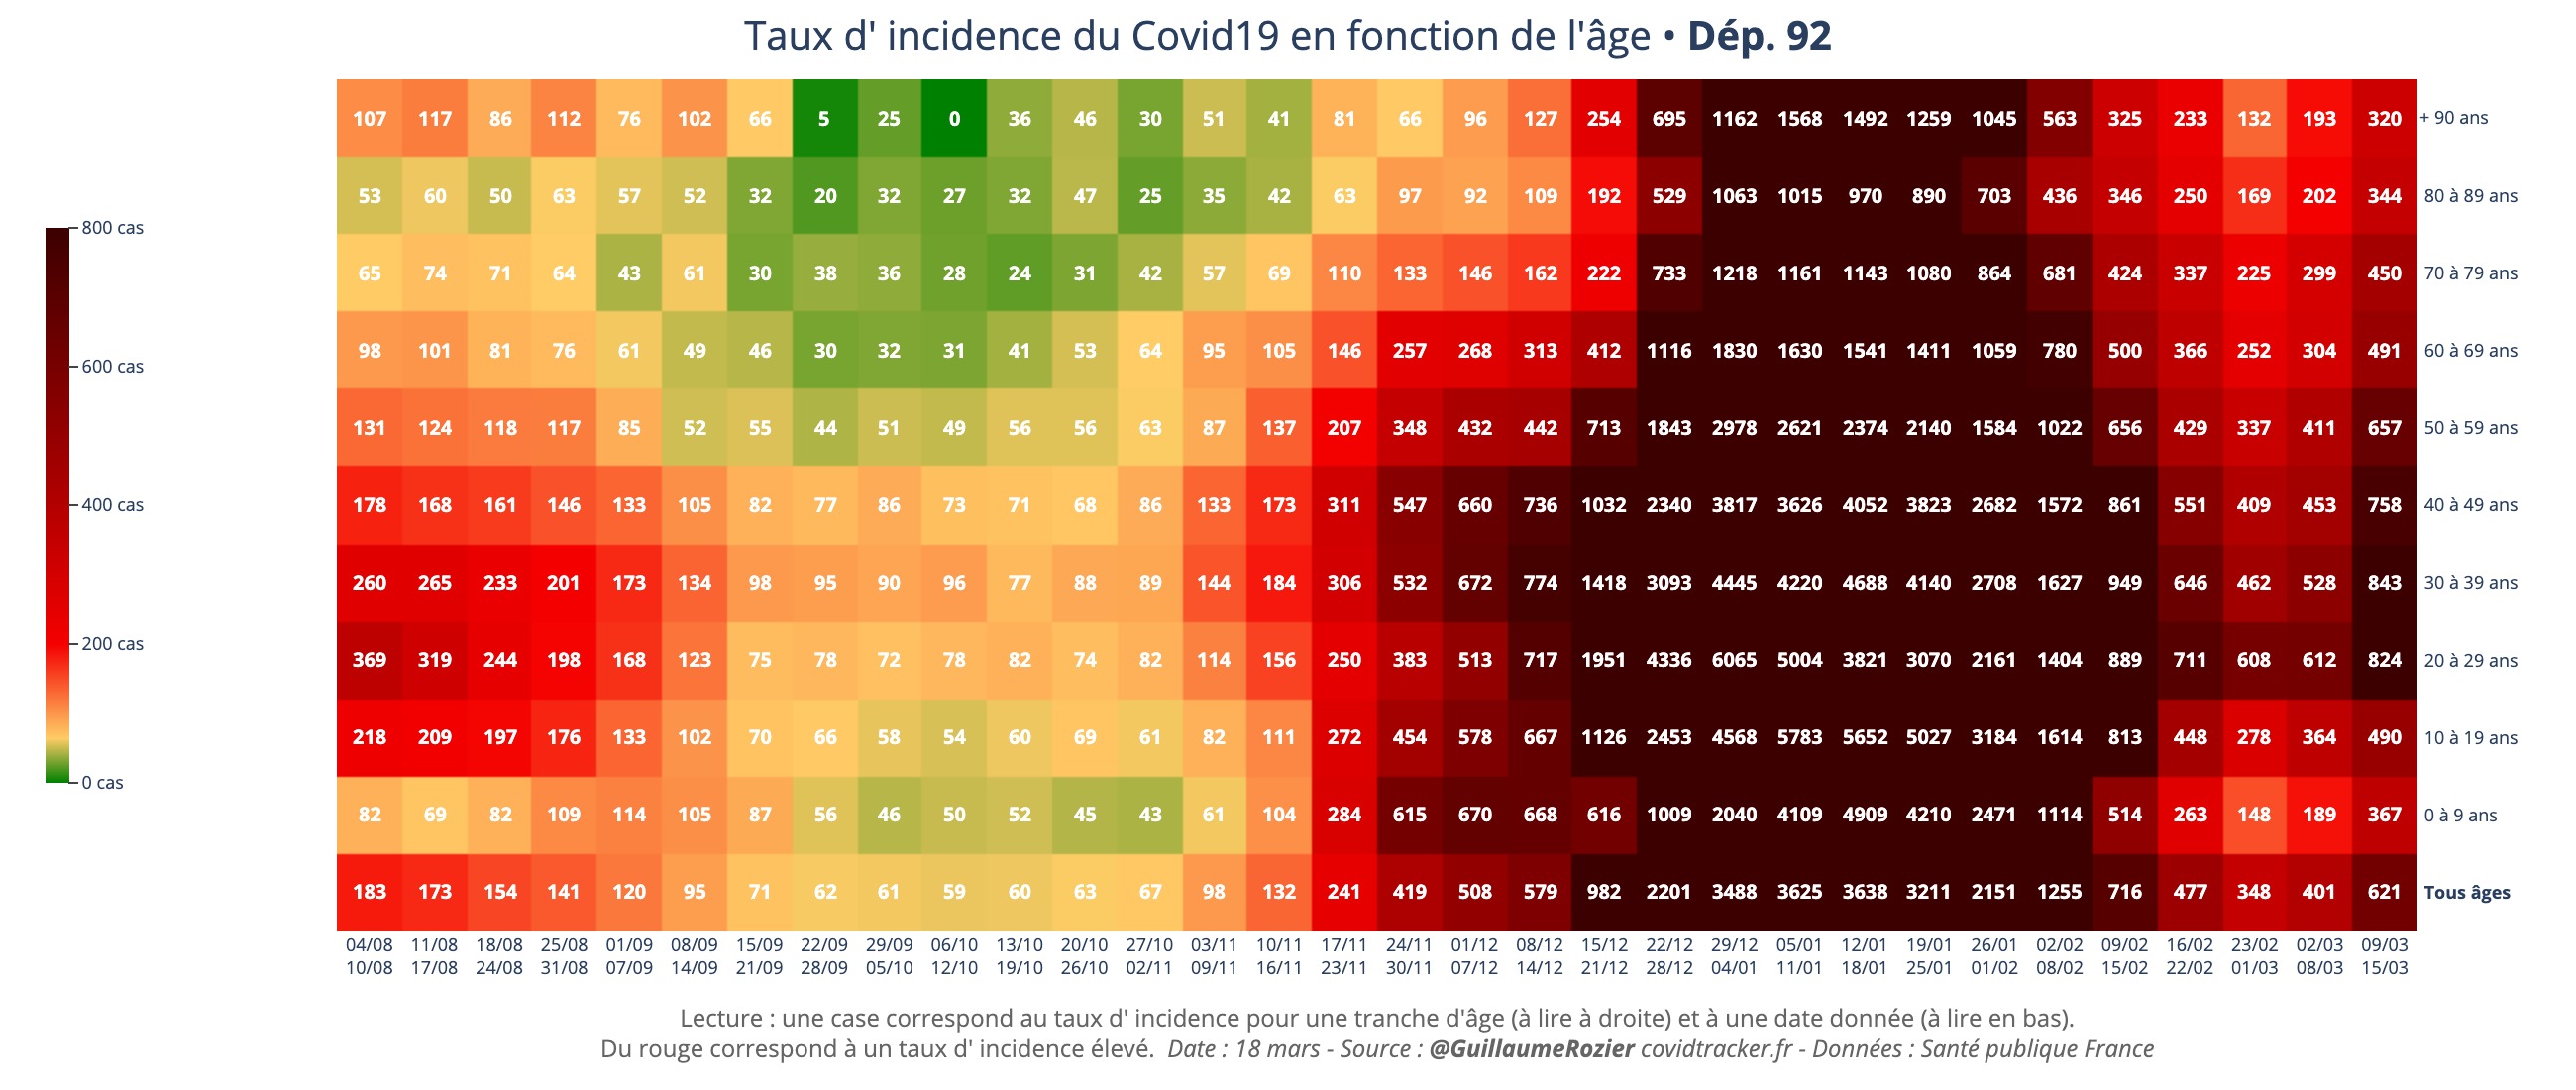 Taux d' incidence du Covid19 en fonction de l'âge • Dép. 92
800 cas
600 cas
400 cas
200 cas
0 cas
107 117 86 112 76 102 66 5 25 0 36 46 30 51 41 81 66 96 127 254 695 1162 1568 1492 1259 1045 563 325 233 132 193 320 + 90 ans
53 60 50 63 57 52 32 20 32 27 32 47 25 35 42 63 97 92 109 192 529 1063 1015 970 890 703 436 346 250 169 202 344 80 à 89 ans
65 74 71 64 43 61 30 38 36 28 24 31 42 57 69 110 133 146 162 222 733 1218 1161 1143 1080 864 681 424 337 225 299 450 70 à 79 ans
98 101 81 76 61 49 46 30 32 31 41 53 64 95 105 146 257 268 313 412 1116 1830 1630 1541 1411 1059 780 500 366 252 304 491 60 à 69 ans
131 124 118 117 85 52 55 44 51 49 56 56 63 87 137 207 348 432 442 713 1843 2978 2621 2374 2140 1584 1022 656 429 337 411 657 50 à 59 ans
178 168 161 146 133 105 82 77 86 73 71 68 86 133 173 311 547 660 736 1032 2340 3817 3626 4052 3823 2682 1572 861 551 409 453 758 40 à 49 ans
260 265 233 201 173 134 98 95 90 96 77 88 89 144 184 306 532 672 774 1418 3093 4445 4220 4688 4140 2708 1627 949 646 462 528 843 30 à 39 ans
369 319 244 198 168 123 75 78 72 78 82 74 82 114 156 250 383 513 717 1951 4336 6065 5004 3821 3070 2161 1404 889 711 608 612 824 20 à 29 ans
218 209 197 176 133 102 70 66 58 54 60 69 61 82 111 272 454 578 667 1126 2453 4568 5783 5652 5027 3184 1614 813 448 278 364 490 10 à 19 ans
82 69 82 109 114 105 87 56 46 50 52 45 43 61 104 284 615 670 668 616 1009 2040 4109 4909 4210 2471 1114 514 263 148 189 367 0 à 9 ans
183 173 154 141 120 95 71 62 61 59 60 63 67 98 132 241 419 508 579 982 2201 3488 3625 3638 3211 2151 1255 716 477 348 401 621 Tous âges
04/08 11/08 18/08 25/08 01/09 08/09 15/09 22/09 29/09 06/10 13/10 20/10 27/10 03/11 10/11 17/11 24/11 01/12 08/12 15/12 22/12 29/12 05/01 12/01 19/01 26/01 02/02 09/02 16/02 23/02 02/03 09/03
10/08 17/08 24/08 31/08 07/09 14/09 21/09 28/09 05/10 12/10 19/10 26/10 02/11 09/11 16/11 23/11 30/11 07/12 14/12 21/12 28/12 04/01 11/01 18/01 25/01 01/02 08/02 15/02 22/02 01/03 08/03 15/03
Lecture : une case correspond au taux d' incidence pour une tranche d'âge (à lire à droite) et à une date donnée (à lire en bas).
Du rouge correspond à un taux d' incidence élevé. Date : 18 mars - Source : @GuillaumeRozier covidtracker.fr - Données : Santé publique France